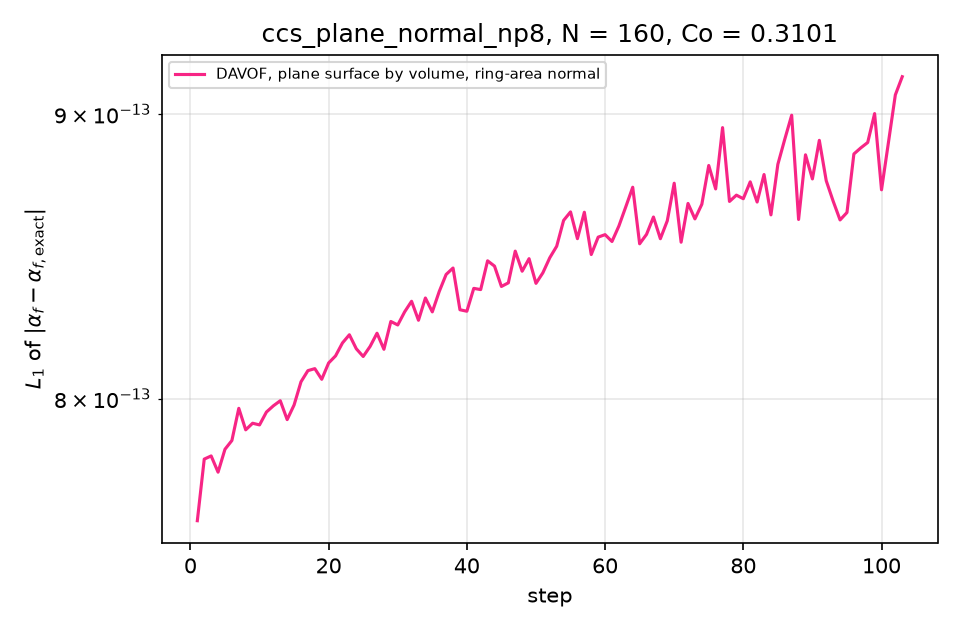 ccs_plane_normal_np8, N = 160, Co = 0.3101
DAVOF, plane surface by volume, ring-area normal
9 × 10⁻¹³
8 × 10⁻¹³
L₁ of |α_f − α_{f, exact}|
0 20 40 60 80 100
step